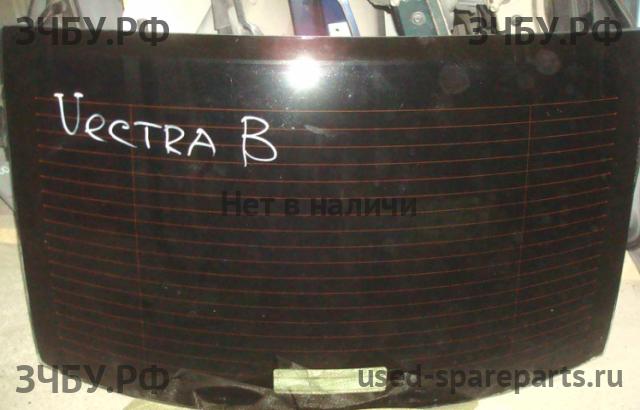 ЗЧБУ.РФ ЗЧБУ.РФ
VECTRA B
Нет в наличи
ЗЧБУ.РФ used-spareparts.ru